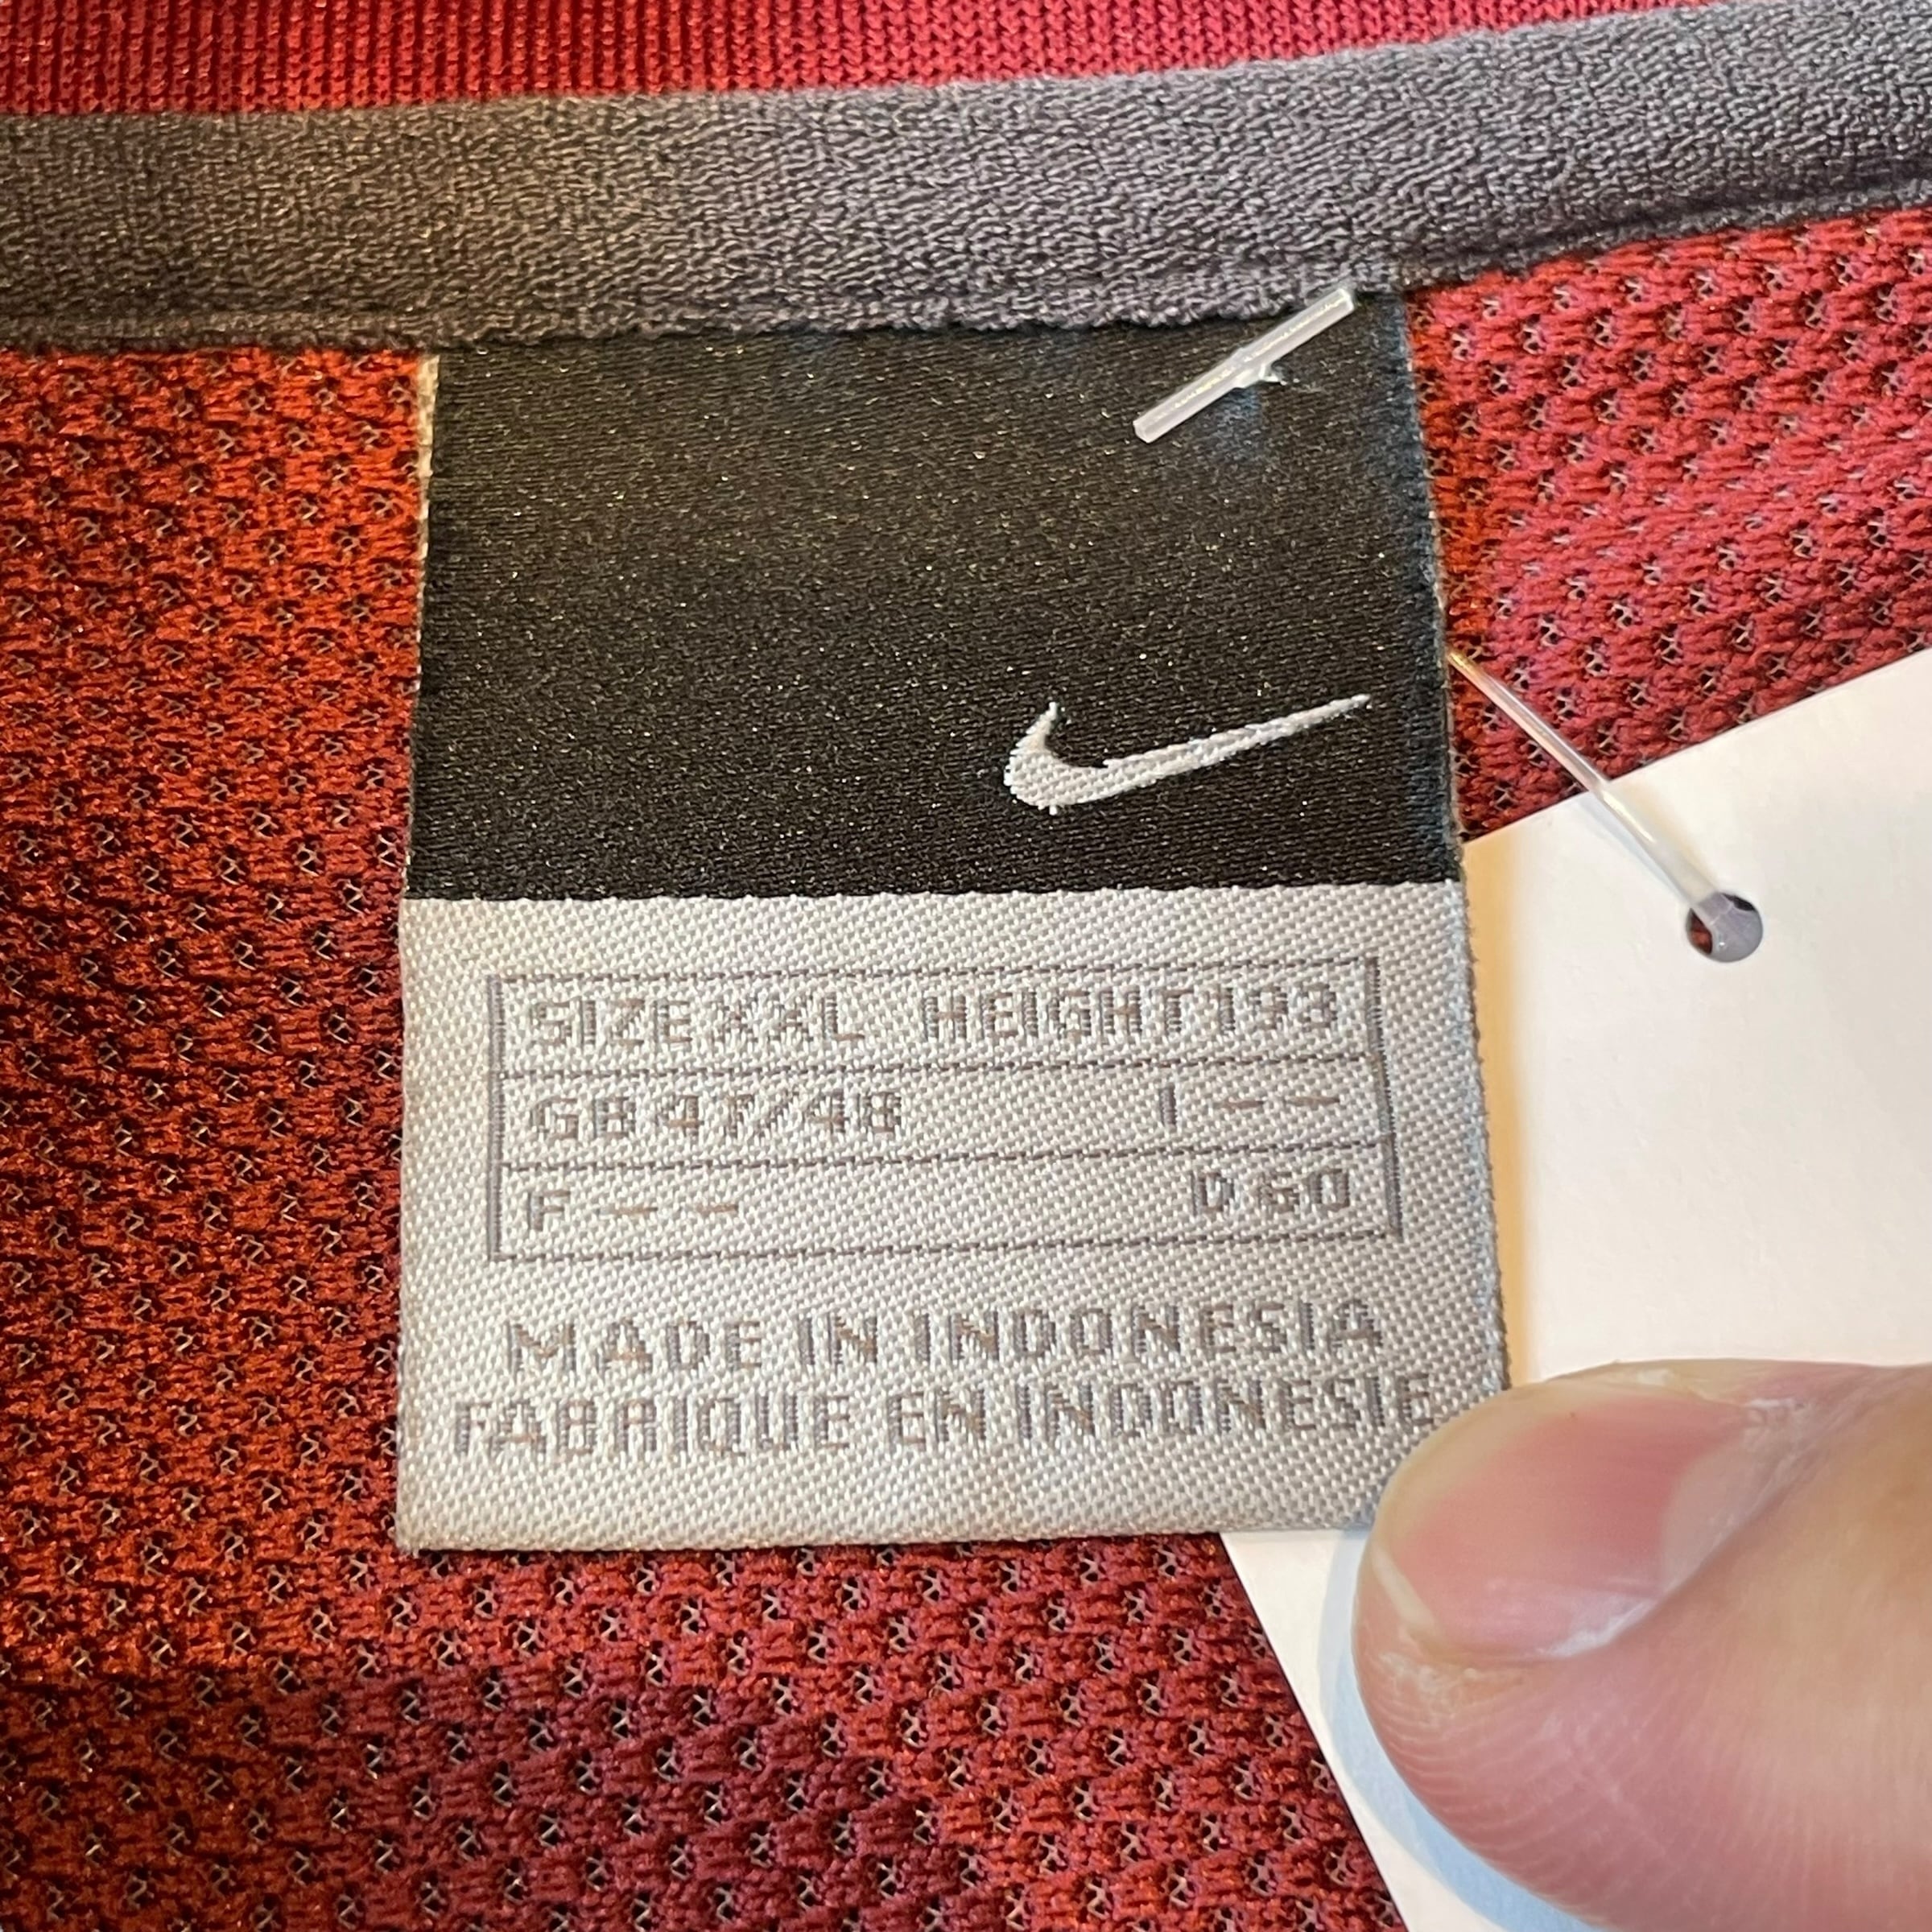 SIZE XXL HEIGHT 193
GB 47/48 I - -
F - - D 60
MADE IN INDONESIA
FABRIQUE EN INDONESIE